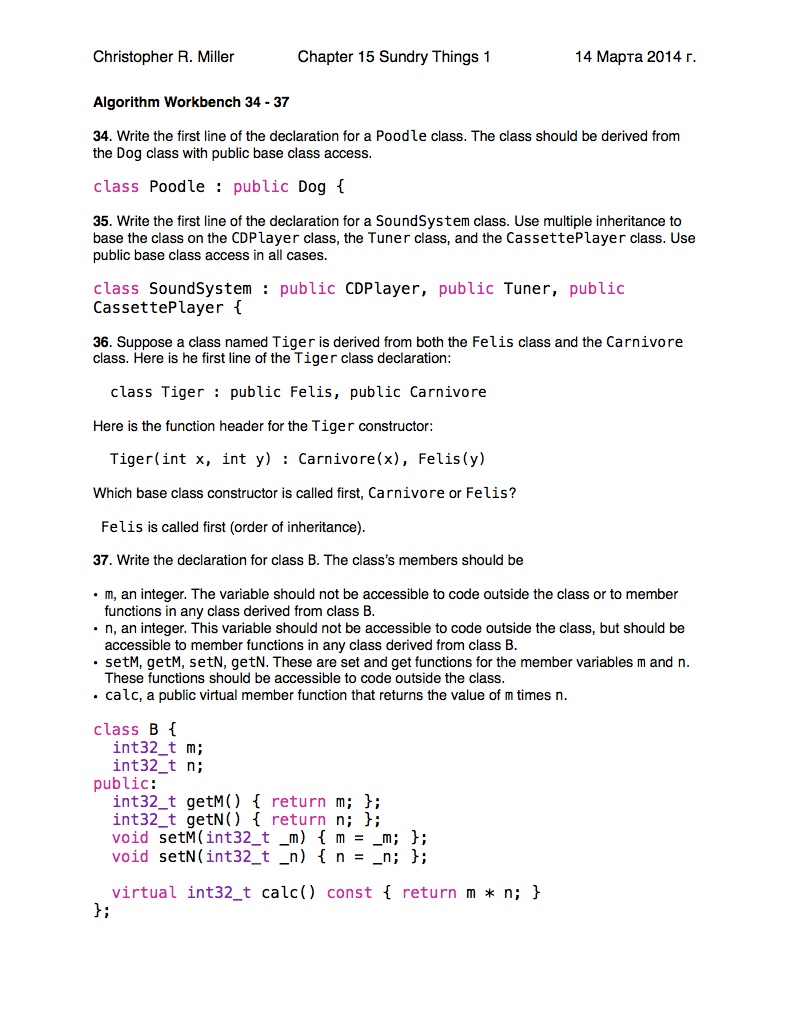 Christopher R. Miller Chapter 15 Sundry Things 1 14 Марта 2014 г.
Algorithm Workbench 34 - 37
34. Write the first line of the declaration for a Poodle class. The class should be derived from
the Dog class with public base class access.
class Poodle : public Dog {
35. Write the first line of the declaration for a SoundSystem class. Use multiple inheritance to
base the class on the CDPlayer class, the Tuner class, and the CassettePlayer class. Use
public base class access in all cases.
class SoundSystem : public CDPlayer, public Tuner, public
CassettePlayer {
36. Suppose a class named Tiger is derived from both the Felis class and the Carnivore
class. Here is he first line of the Tiger class declaration:
class Tiger : public Felis, public Carnivore
Here is the function header for the Tiger constructor:
Tiger(int x, int y) : Carnivore(x), Felis(y)
Which base class constructor is called first, Carnivore or Felis?
Felis is called first (order of inheritance).
37. Write the declaration for class B. The class's members should be
• m, an integer. The variable should not be accessible to code outside the class or to member
functions in any class derived from class B.
• n, an integer. This variable should not be accessible to code outside the class, but should be
accessible to member functions in any class derived from class B.
• setM, getM, setN, getN. These are set and get functions for the member variables m and n.
These functions should be accessible to code outside the class.
• calc, a public virtual member function that returns the value of m times n.
class B {
int32_t m;
int32_t n;
public:
int32_t getM() { return m; };
int32_t getN() { return n; };
void setM(int32_t _m) { m = _m; };
void setN(int32_t _n) { n = _n; };
virtual int32_t calc() const { return m * n; }
};